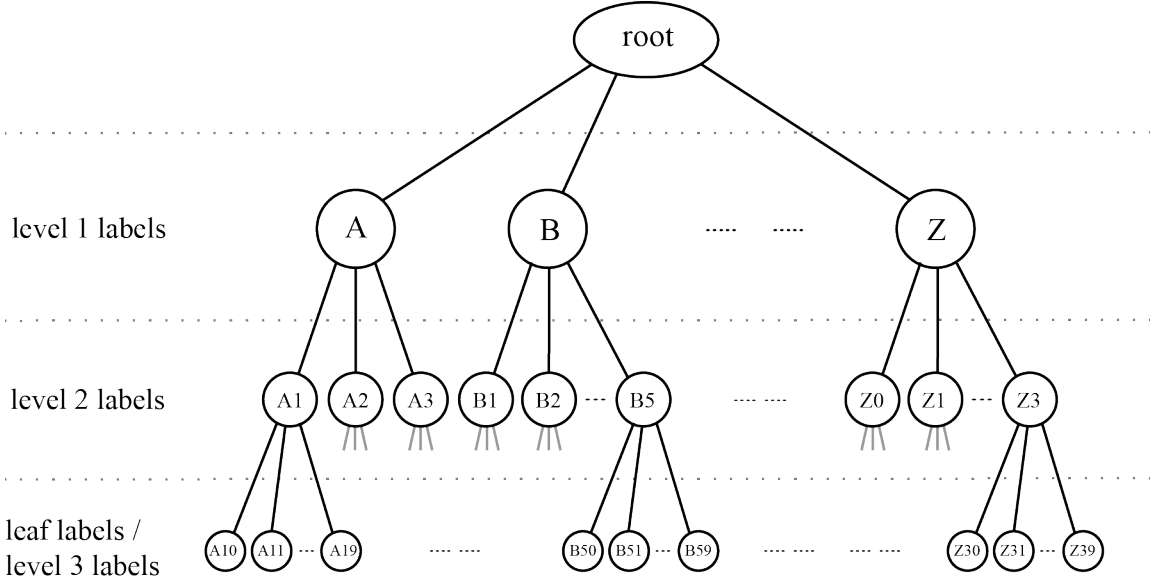 root
level 1 labels
A
B
..... .....
Z
level 2 labels
A1
A2
A3
B1
B2
...
B5
.... ....
Z0
Z1
...
Z3
leaf labels /
level 3 labels
A10
A11
...
A19
.... ....
B50
B51
...
B59
.... ....
.... ....
Z30
Z31
...
Z39